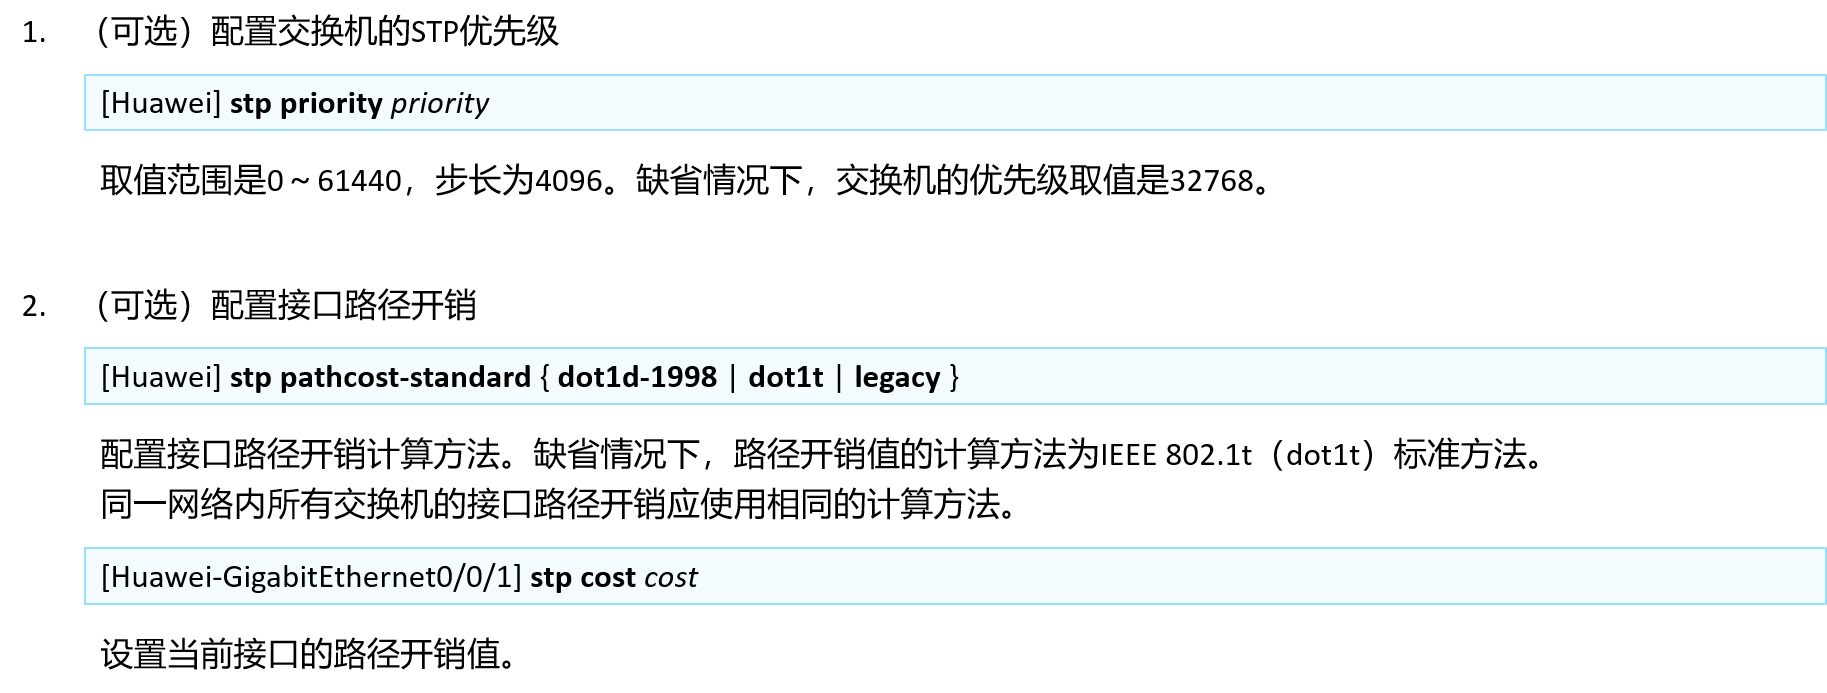 1. （可选）配置交换机的STP优先级
[Huawei] stp priority priority
取值范围是0～61440，步长为4096。缺省情况下，交换机的优先级取值是32768。
2. （可选）配置接口路径开销
[Huawei] stp pathcost-standard { dot1d-1998 | dot1t | legacy }
配置接口路径开销计算方法。缺省情况下，路径开销值的计算方法为IEEE 802.1t（dot1t）标准方法。
同一网络内所有交换机的接口路径开销应使用相同的计算方法。
[Huawei-GigabitEthernet0/0/1] stp cost cost
设置当前接口的路径开销值。